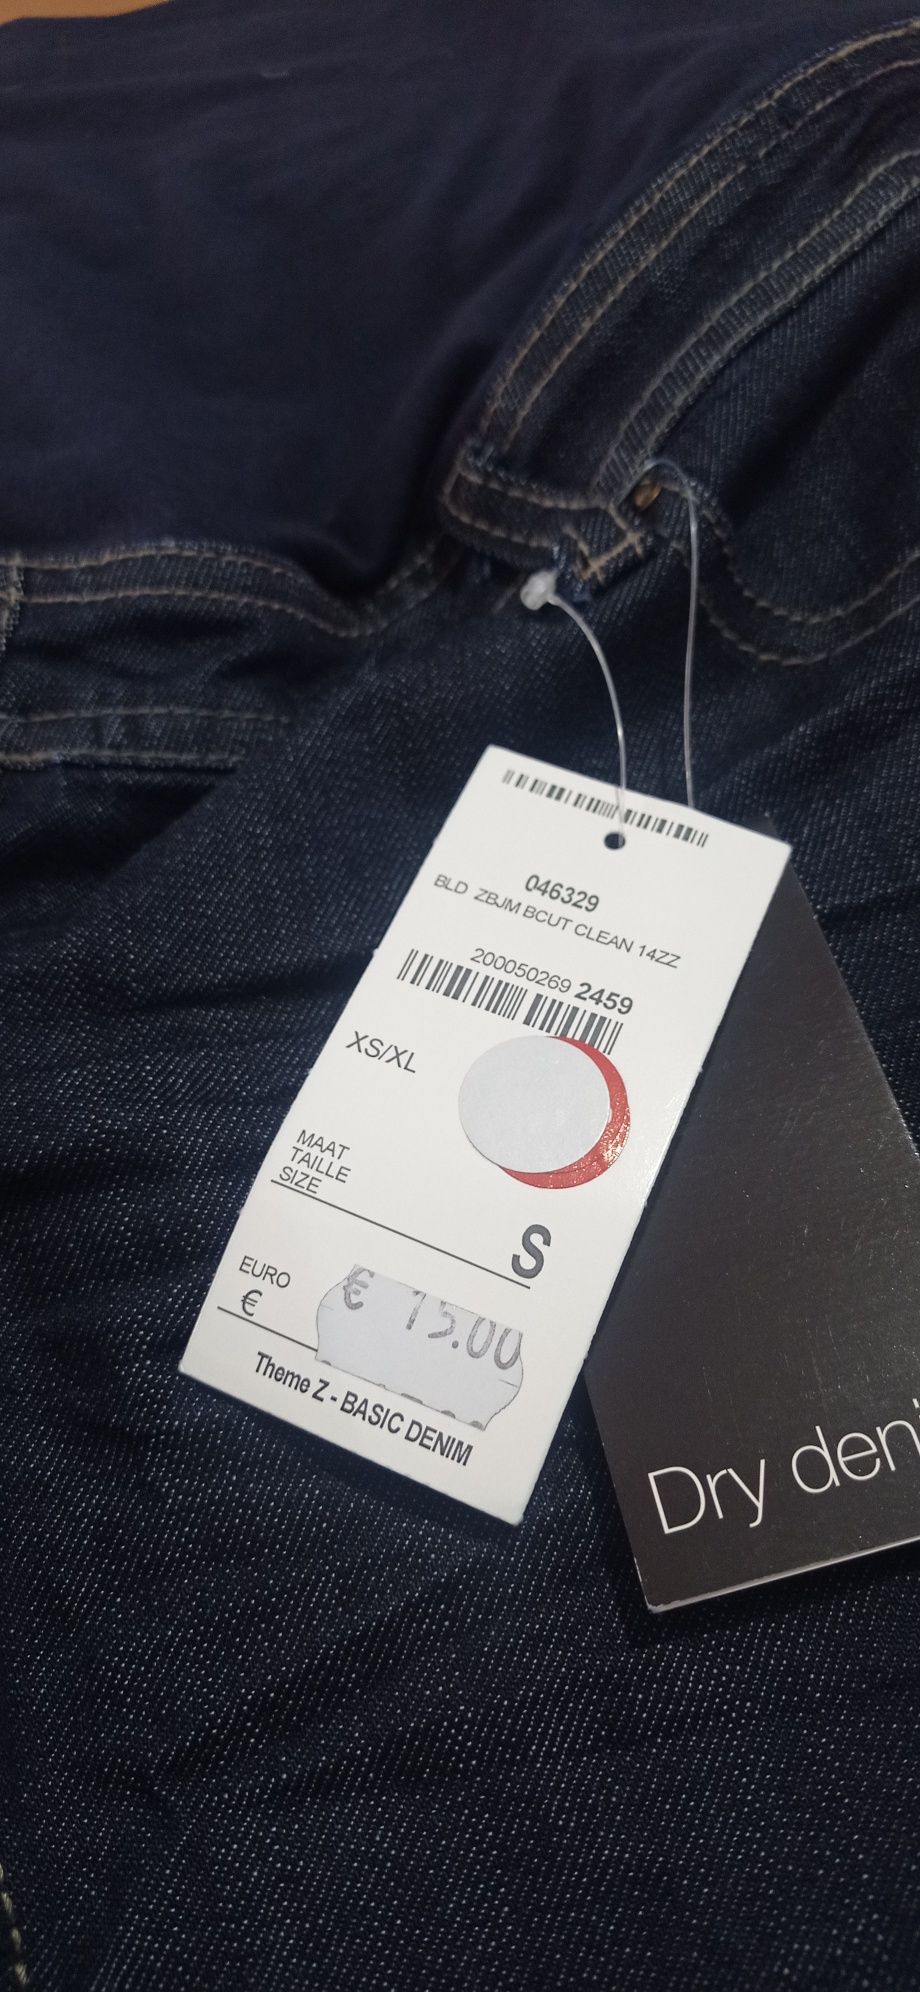 046329
BLD ZBJM BCUT CLEAN 14ZZ
200050269 2459
XS/XL
MAAT
TAILLE
SIZE
S
EURO
€
€ 15.00
Theme Z - BASIC DENIM
Dry deni